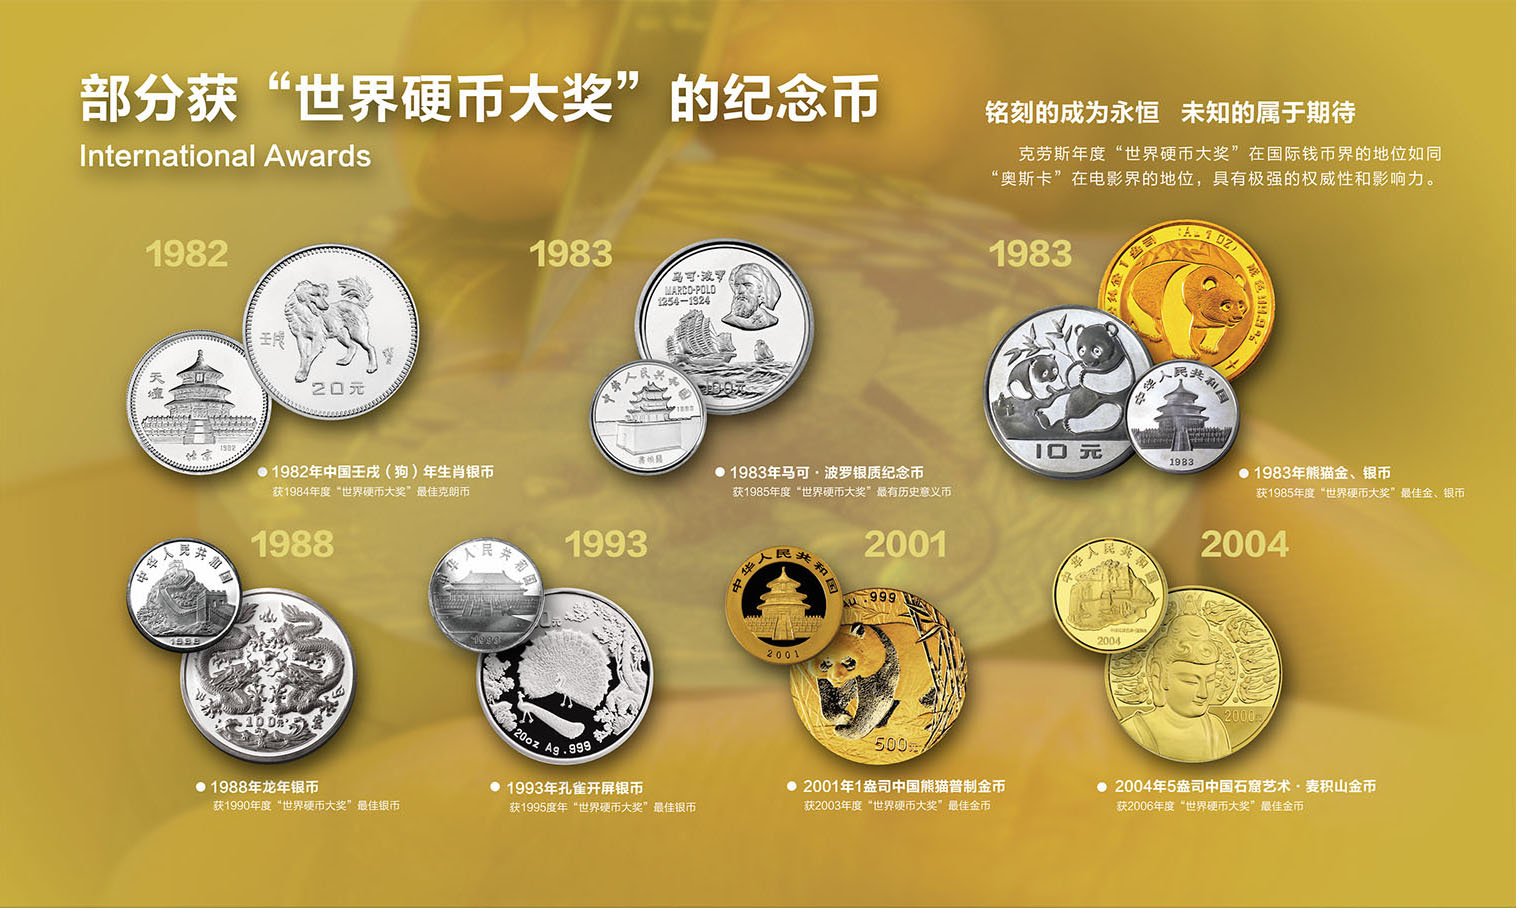 部分获“世界硬币大奖”的纪念币
International Awards
铭刻的成为永恒 未知的属于期待
克劳斯年度“世界硬币大奖”在国际钱币界的地位如同
“奥斯卡”在电影界的地位，具有极强的权威性和影响力。
1982
壬戌
20元
天坛
北京
1982
1982年中国壬戌（狗）年生肖银币
获1984年度“世界硬币大奖”最佳克朗币
1983
马可·波罗
MARCO·POLO
1254—1324
100元
中华人民共和国
1983年马可·波罗银质纪念币
获1985年度“世界硬币大奖”最有历史意义币
1983
10元
中华人民共和国
1983
1983年熊猫金、银币
获1985年度“世界硬币大奖”最佳金、银币
1988
中华人民共和国
1988
100元
1988年龙年银币
获1990年度“世界硬币大奖”最佳银币
1993
中华人民共和国
1993
元
20oz Ag.999
1993年孔雀开屏银币
获1995度年“世界硬币大奖”最佳银币
2001
中华人民共和国
2001
Au .999
500元
2001年1盎司中国熊猫普制金币
获2003年度“世界硬币大奖”最佳金币
2004
中华人民共和国
2004
2000元
2004年5盎司中国石窟艺术·麦积山金币
获2006年度“世界硬币大奖”最佳金币